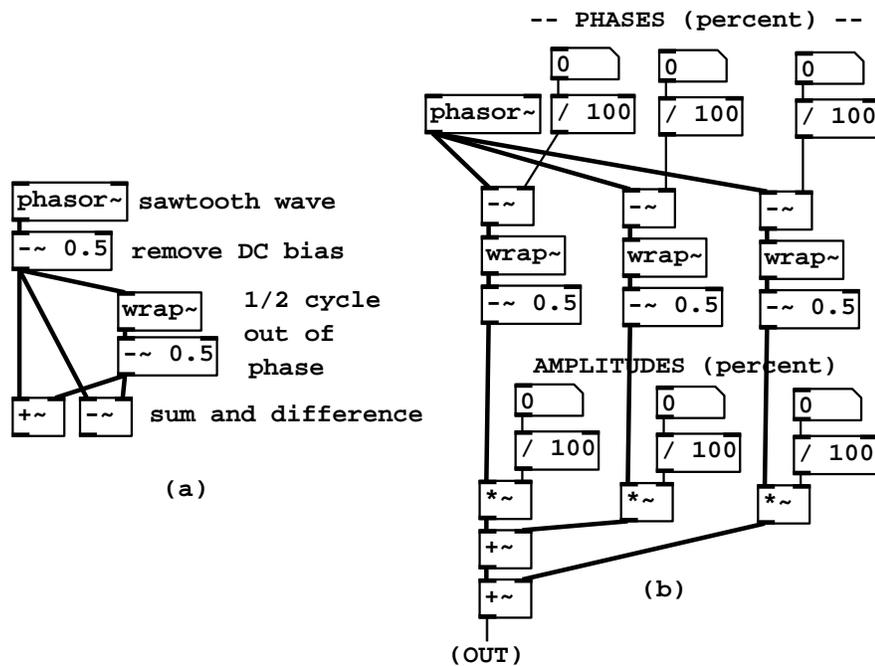 -- PHASES (percent) --
0 0 0
phasor~ / 100 / 100 / 100
phasor~ sawtooth wave
-~ 0.5 remove DC bias
wrap~ 1/2 cycle
out of
-~ 0.5 phase
+~ -~ sum and difference
(a)
-~ -~ -~
wrap~ wrap~ wrap~
-~ 0.5 -~ 0.5 -~ 0.5
AMPLITUDES (percent)
0 0 0
/ 100 / 100 / 100
*~ *~ *~
+~
+~
(b)
(OUT)